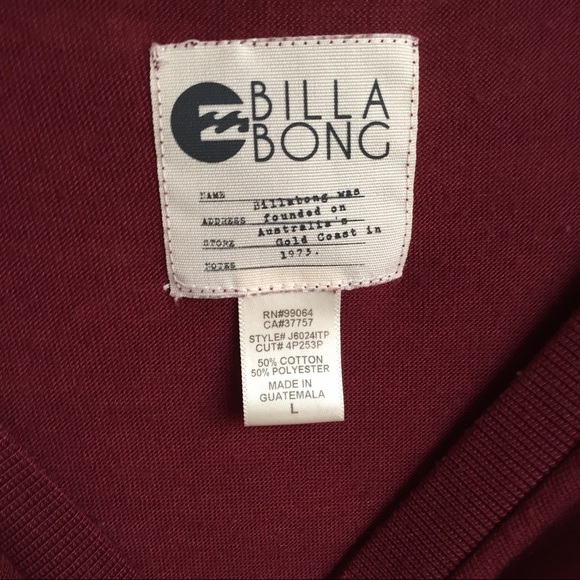 BILLA
BONG
NAME Billabong was
ADDRESS founded on
Australia's
STORE Gold Coast in
NOTES 1973.
RN#99064
CA#37757
STYLE# J6024ITP
CUT# 4P253P
50% COTTON
50% POLYESTER
MADE IN
GUATEMALA
L